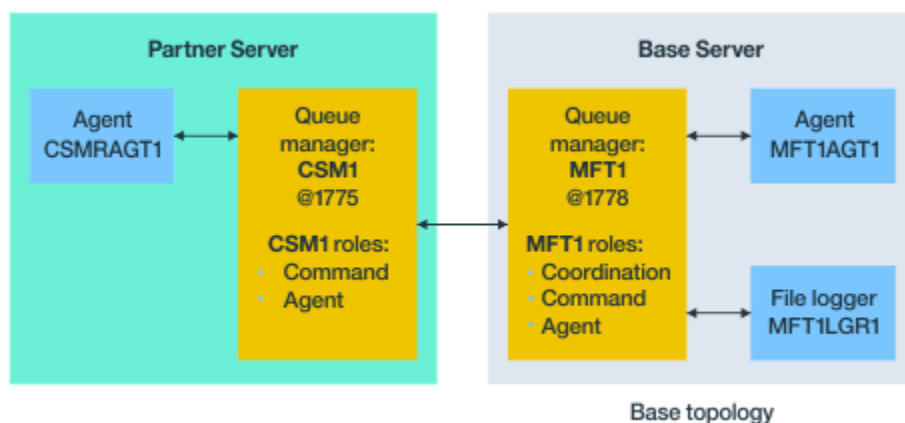 Partner Server
Agent
CSMRAGT1
Queue
manager:
CSM1
@1775
CSM1 roles:
• Command
• Agent
Base Server
Queue
manager:
MFT1
@1778
MFT1 roles:
• Coordination
• Command
• Agent
Agent
MFT1AGT1
File logger
MFT1LGR1
Base topology